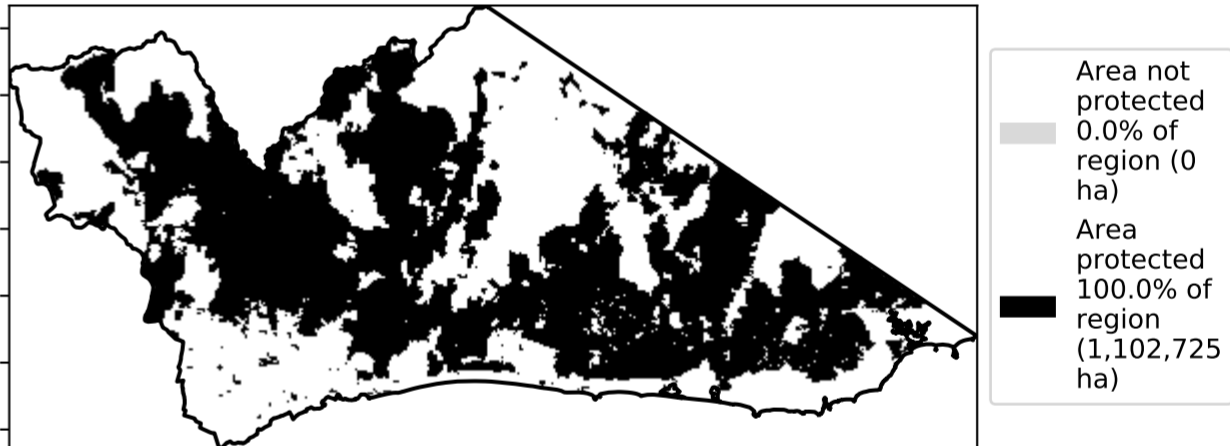 Area not
protected
0.0% of
region (0
ha)
Area
protected
100.0% of
region
(1,102,725
ha)